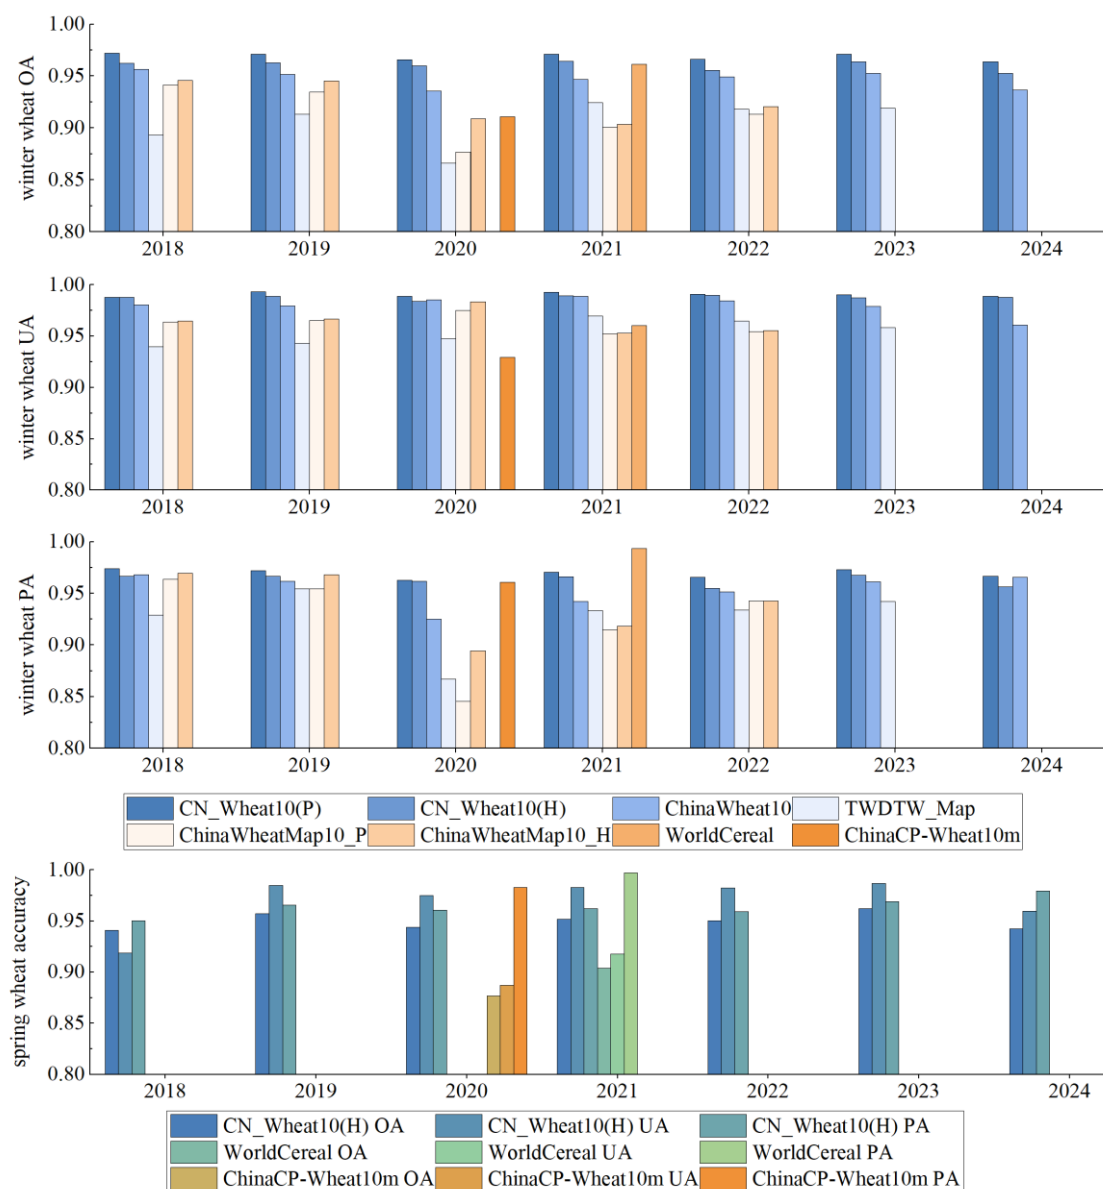 winter wheat OA
1.00
0.95
0.90
0.85
0.80
2018 2019 2020 2021 2022 2023 2024
winter wheat UA
1.00
0.95
0.90
0.85
0.80
2018 2019 2020 2021 2022 2023 2024
winter wheat PA
1.00
0.95
0.90
0.85
0.80
2018 2019 2020 2021 2022 2023 2024
CN_Wheat10(P) CN_Wheat10(H) ChinaWheat10 TWDTW_Map
ChinaWheatMap10_P ChinaWheatMap10_H WorldCereal ChinaCP-Wheat10m
spring wheat accuracy
1.00
0.95
0.90
0.85
0.80
2018 2019 2020 2021 2022 2023 2024
CN_Wheat10(H) OA CN_Wheat10(H) UA CN_Wheat10(H) PA
WorldCereal OA WorldCereal UA WorldCereal PA
ChinaCP-Wheat10m OA ChinaCP-Wheat10m UA ChinaCP-Wheat10m PA